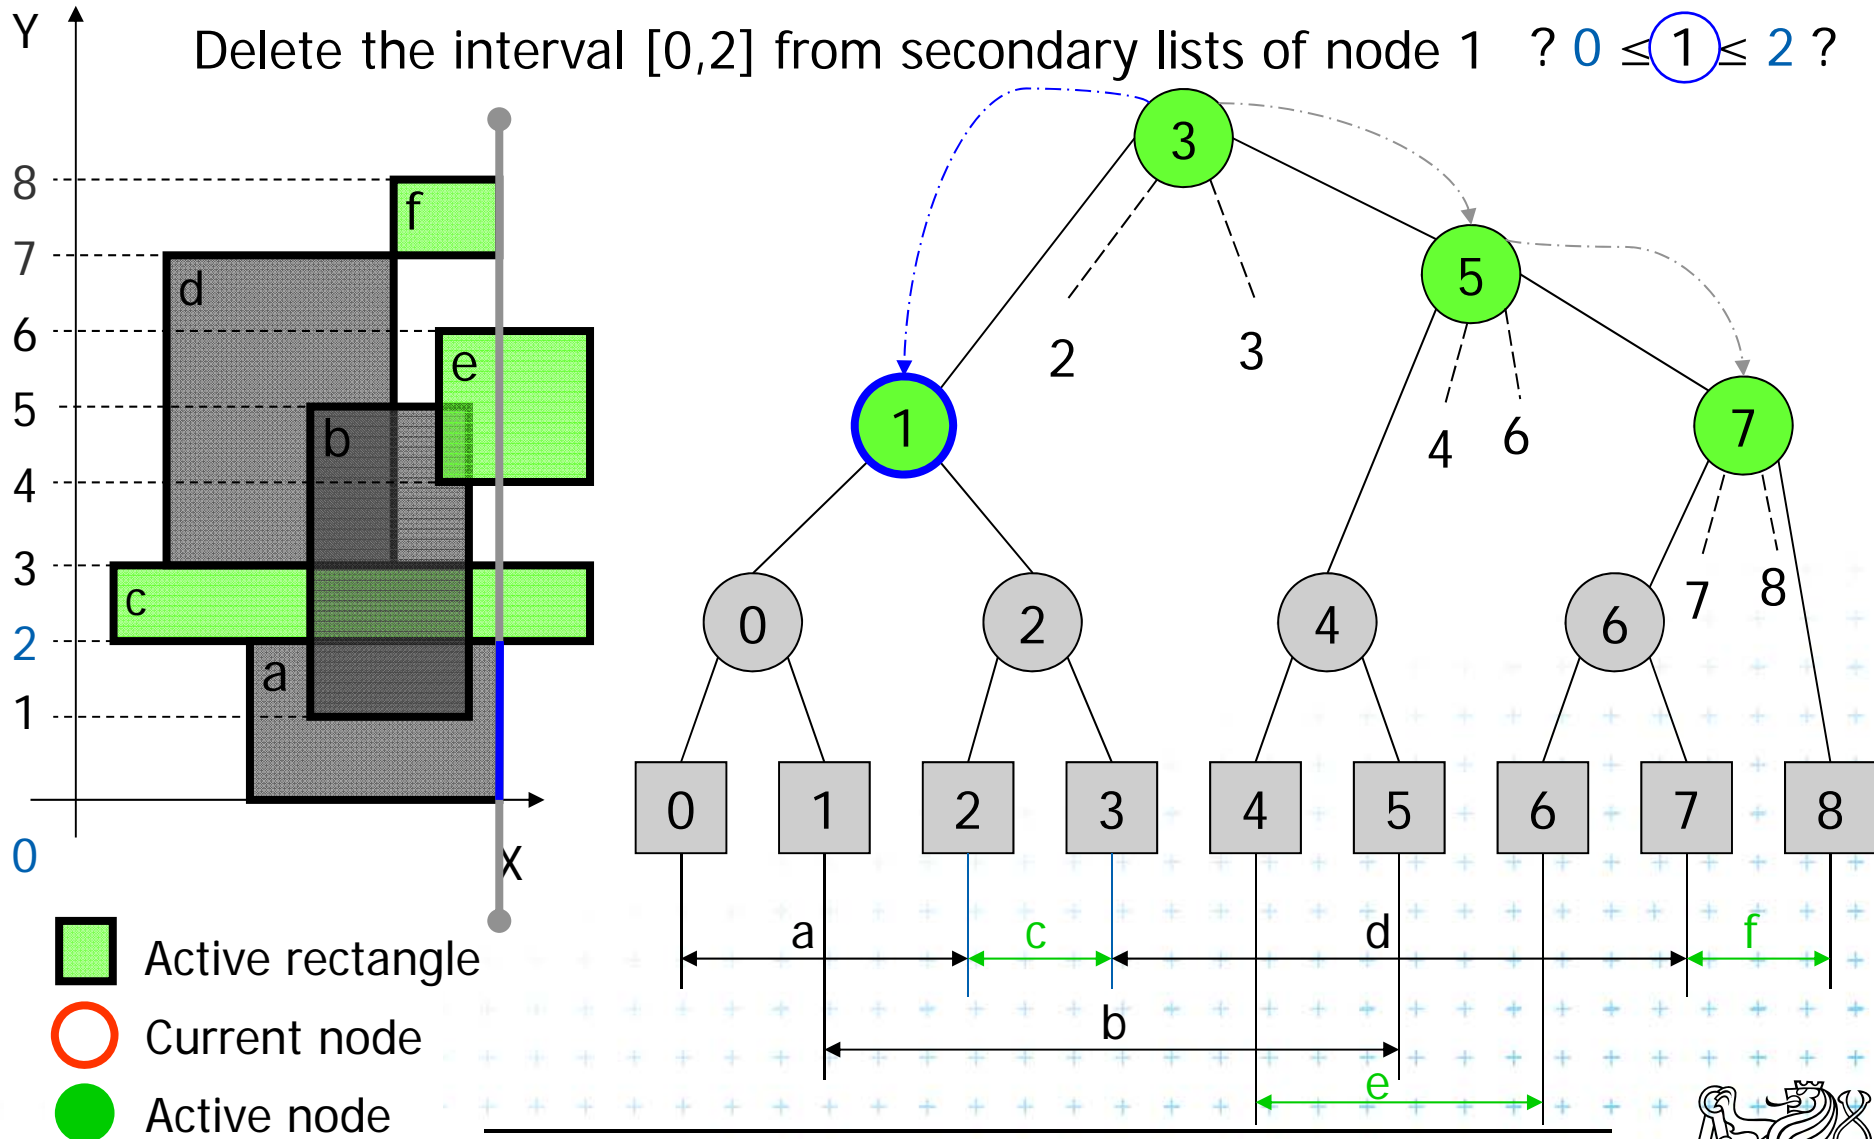 Delete the interval [0,2] from secondary lists of node 1 ? 0 ≤ 1 ≤ 2 ?
Y
8
7
6
5
4
3
2
1
0
X
f
d
e
b
c
a
3
5
2
3
1
4
6
7
0
2
4
6
7
8
0
1
2
3
4
5
6
7
8
a
c
d
f
b
e
Active rectangle
Current node
Active node